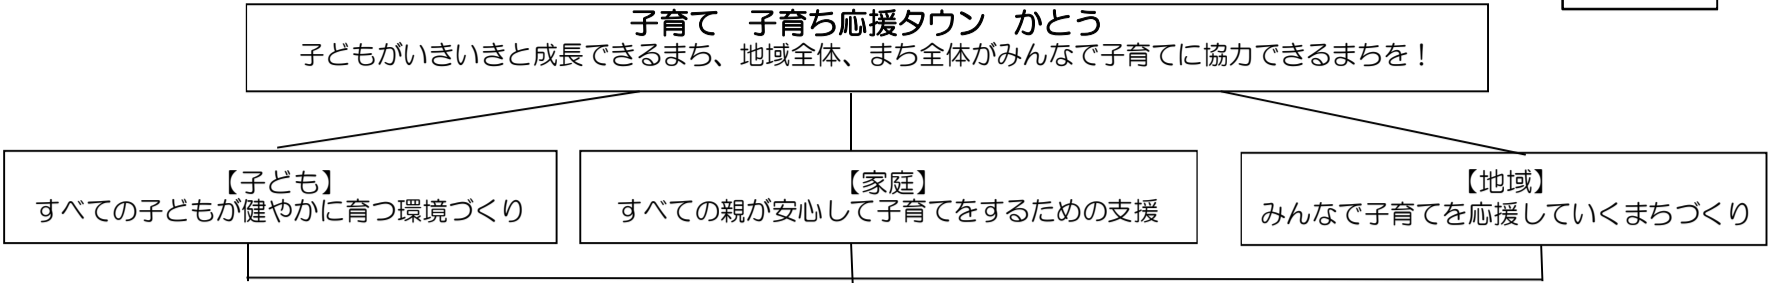 子育て　子育ち応援タウン　かとう
子どもがいきいきと成長できるまち、地域全体、まち全体がみんなで子育てに協力できるまちを！
【子ども】
すべての子どもが健やかに育つ環境づくり
【家庭】
すべての親が安心して子育てをするための支援
【地域】
みんなで子育てを応援していくまちづくり